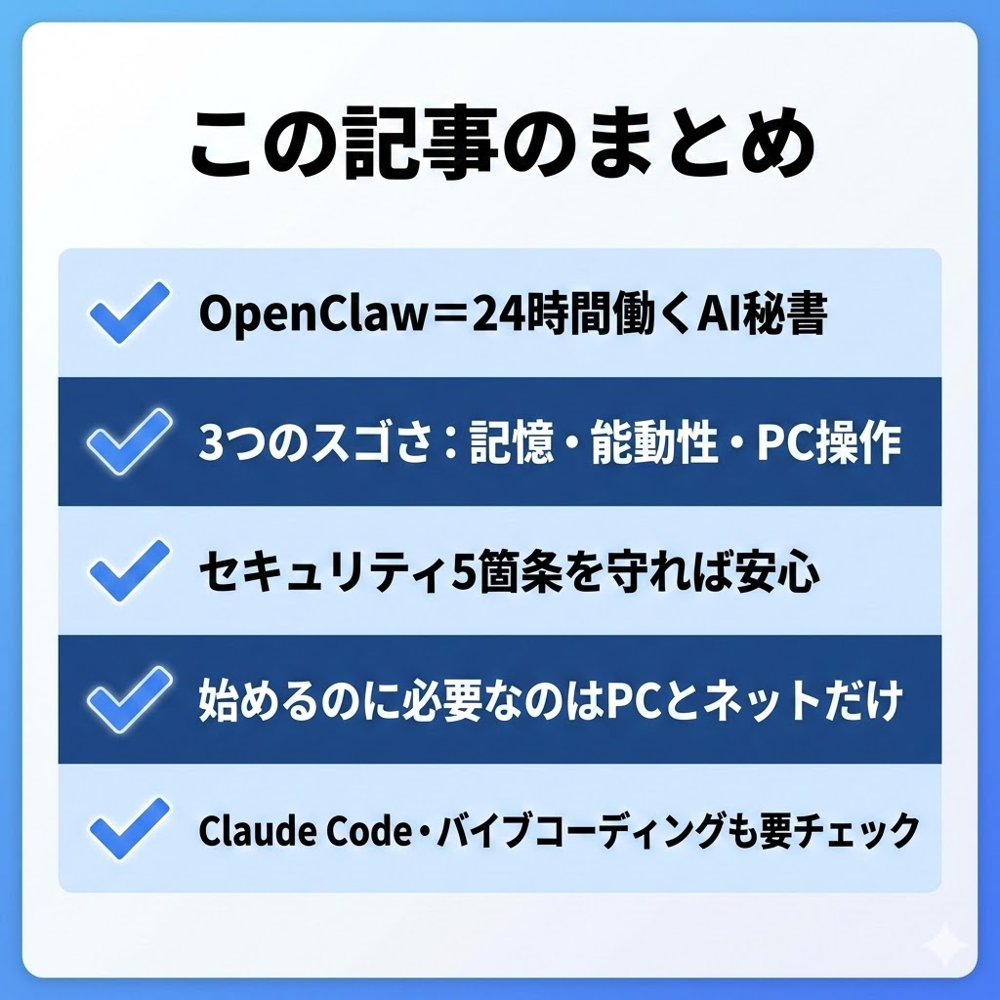 この記事のまとめ
OpenClaw＝24時間働くAI秘書
3つのスゴさ：記憶・能動性・PC操作
セキュリティ5箇条を守れば安心
始めるのに必要なのはPCとネットだけ
Claude Code・バイブコーディングも要チェック